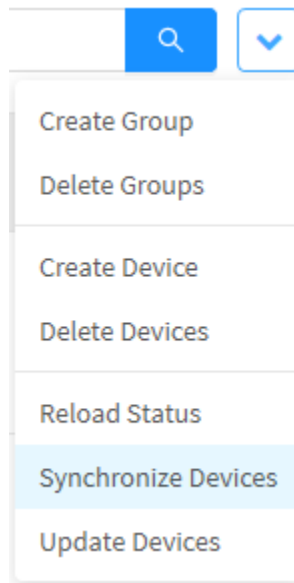 Create Group
Delete Groups
Create Device
Delete Devices
Reload Status
Synchronize Devices
Update Devices